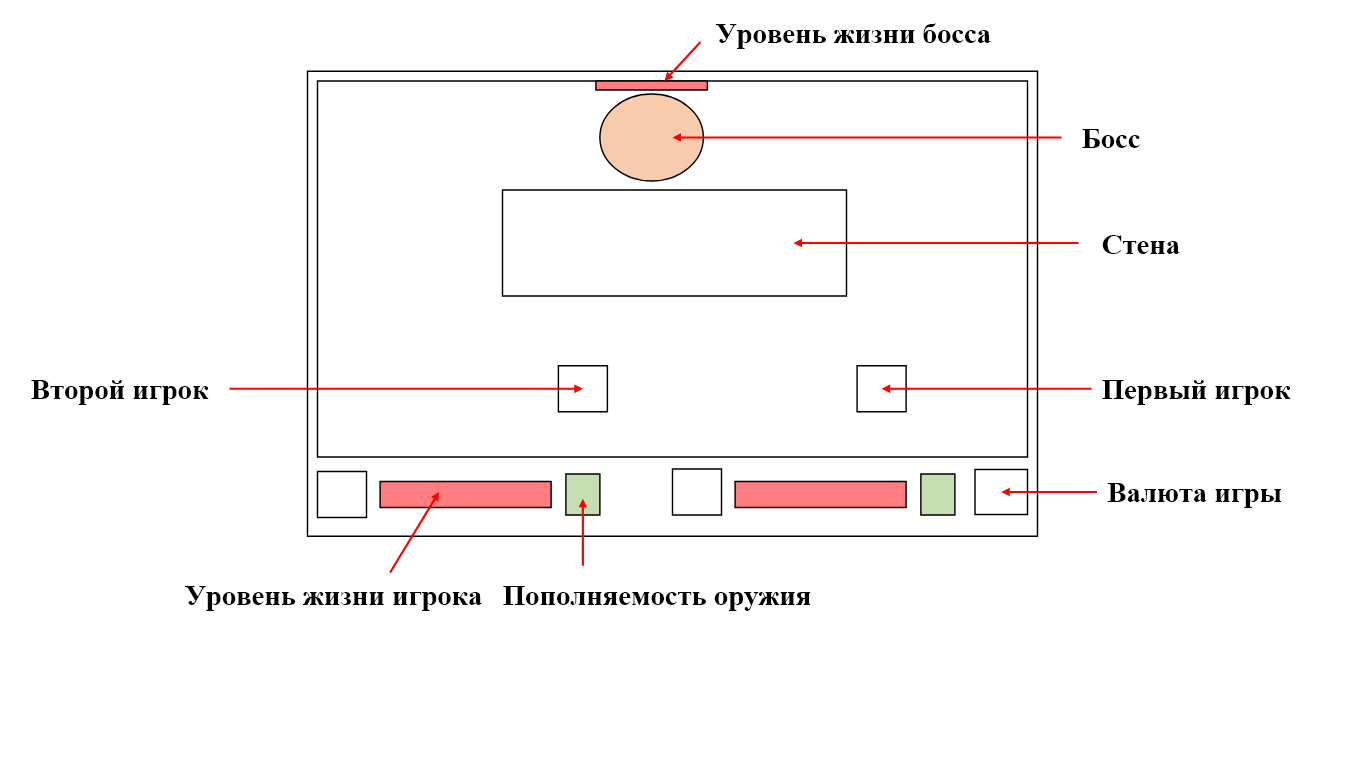 Уровень жизни босса
Босс
Стена
Второй игрок
Первый игрок
Валюта игры
Уровень жизни игрока
Пополняемость оружия